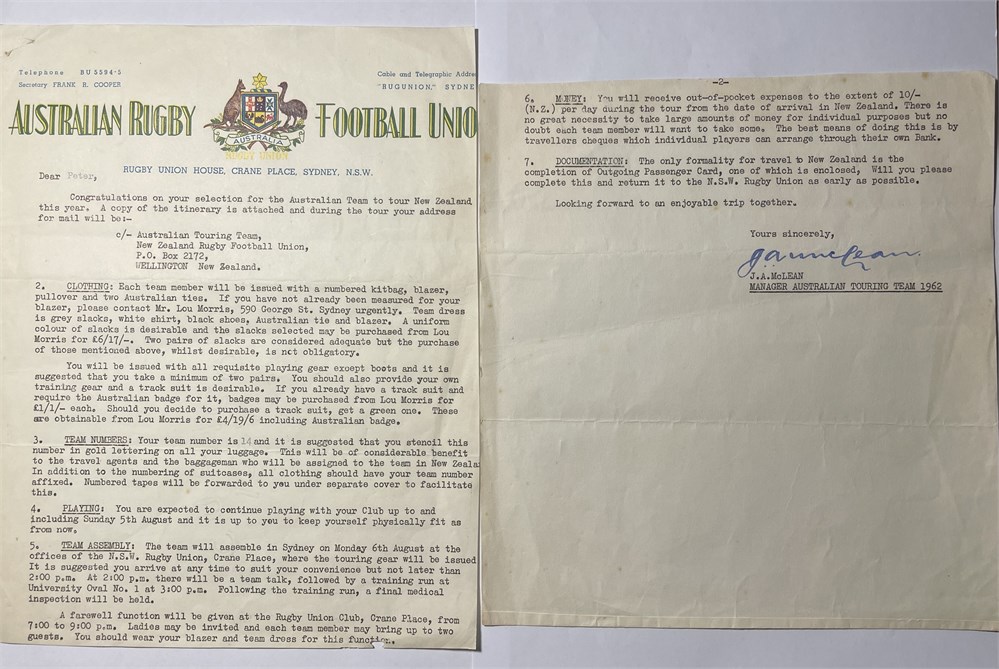 Telephone BU 5594-5
Secretary FRANK R. COOPER
Cable and Telegraphic Addre
"RUGUNION," SYDNE
AUSTRALIAN RUGBY FOOTBALL UNIO
AUSTRALIA
RUGBY UNION
RUGBY UNION HOUSE, CRANE PLACE, SYDNEY, N.S.W.
Dear Peter,
Congratulations on your selection for the Australian Team to tour New Zealand
this year. A copy of the itinerary is attached and during the tour your address
for mail will be:-
c/- Australian Touring Team,
New Zealand Rugby Football Union,
P.O. Box 2172,
WELLINGTON New Zealand.
2. CLOTHING: Each team member will be issued with a numbered kitbag, blazer,
pullover and two Australian ties. If you have not already been measured for your
blazer, please contact Mr. Lou Morris, 590 George St. Sydney urgently. Team dress
is grey slacks, white shirt, black shoes, Australian tie and blazer. A uniform
colour of slacks is desirable and the slacks selected may be purchased from Lou
Morris for £6/17/-. Two pairs of slacks are considered adequate but the purchase
of those mentioned above, whilst desirable, is not obligatory.
You will be issued with all requisite playing gear except boots and it is
suggested that you take a minimum of two pairs. You should also provide your own
training gear and a track suit is desirable. If you already have a track suit and
require the Australian badge for it, badges may be purchased from Lou Morris for
£1/1/- each. Should you decide to purchase a track suit, get a green one. These
are obtainable from Lou Morris for £4/19/6 including Australian badge.
3. TEAM NUMBERS: Your team number is 14 and it is suggested that you stencil this
number in gold lettering on all your luggage. This will be of considerable benefit
to the travel agents and the baggageman who will be assigned to the team in New Zeala
In addition to the numbering of suitcases, all clothing should have your team number
affixed. Numbered tapes will be forwarded to you under separate cover to facilitate
this.
4. PLAYING: You are expected to continue playing with your Club up to and
including Sunday 5th August and it is up to you to keep yourself physically fit as
from now.
5. TEAM ASSEMBLY: The team will assemble in Sydney on Monday 6th August at the
offices of the N.S.W. Rugby Union, Crane Place, where the touring gear will be issued
It is suggested you arrive at any time to suit your convenience but not later than
2:00 p.m. At 2:00 p.m. there will be a team talk, followed by a training run at
University Oval No. 1 at 3:00 p.m. Following the training run, a final medical
inspection will be held.
A farewell function will be given at the Rugby Union Club, Crane Place, from
7:00 to 9:00 p.m. Ladies may be invited and each team member may bring up to two
guests. You should wear your blazer and team dress for this function.
-2-
6. MONEY: You will receive out-of-pocket expenses to the extent of 10/-
(N.Z.) per day during the tour from the date of arrival in New Zealand. There is
no great necessity to take large amounts of money for individual purposes but no
doubt each team member will want to take some. The best means of doing this is by
travellers cheques which individual players can arrange through their own Bank.
7. DOCUMENTATION: The only formality for travel to New Zealand is the
completion of Outgoing Passenger Card, one of which is enclosed, Will you please
complete this and return it to the N.S.W. Rugby Union as early as possible.
Looking forward to an enjoyable trip together.
Yours sincerely,
J.A.McLean
J.A.McLEAN
MANAGER AUSTRALIAN TOURING TEAM 1962